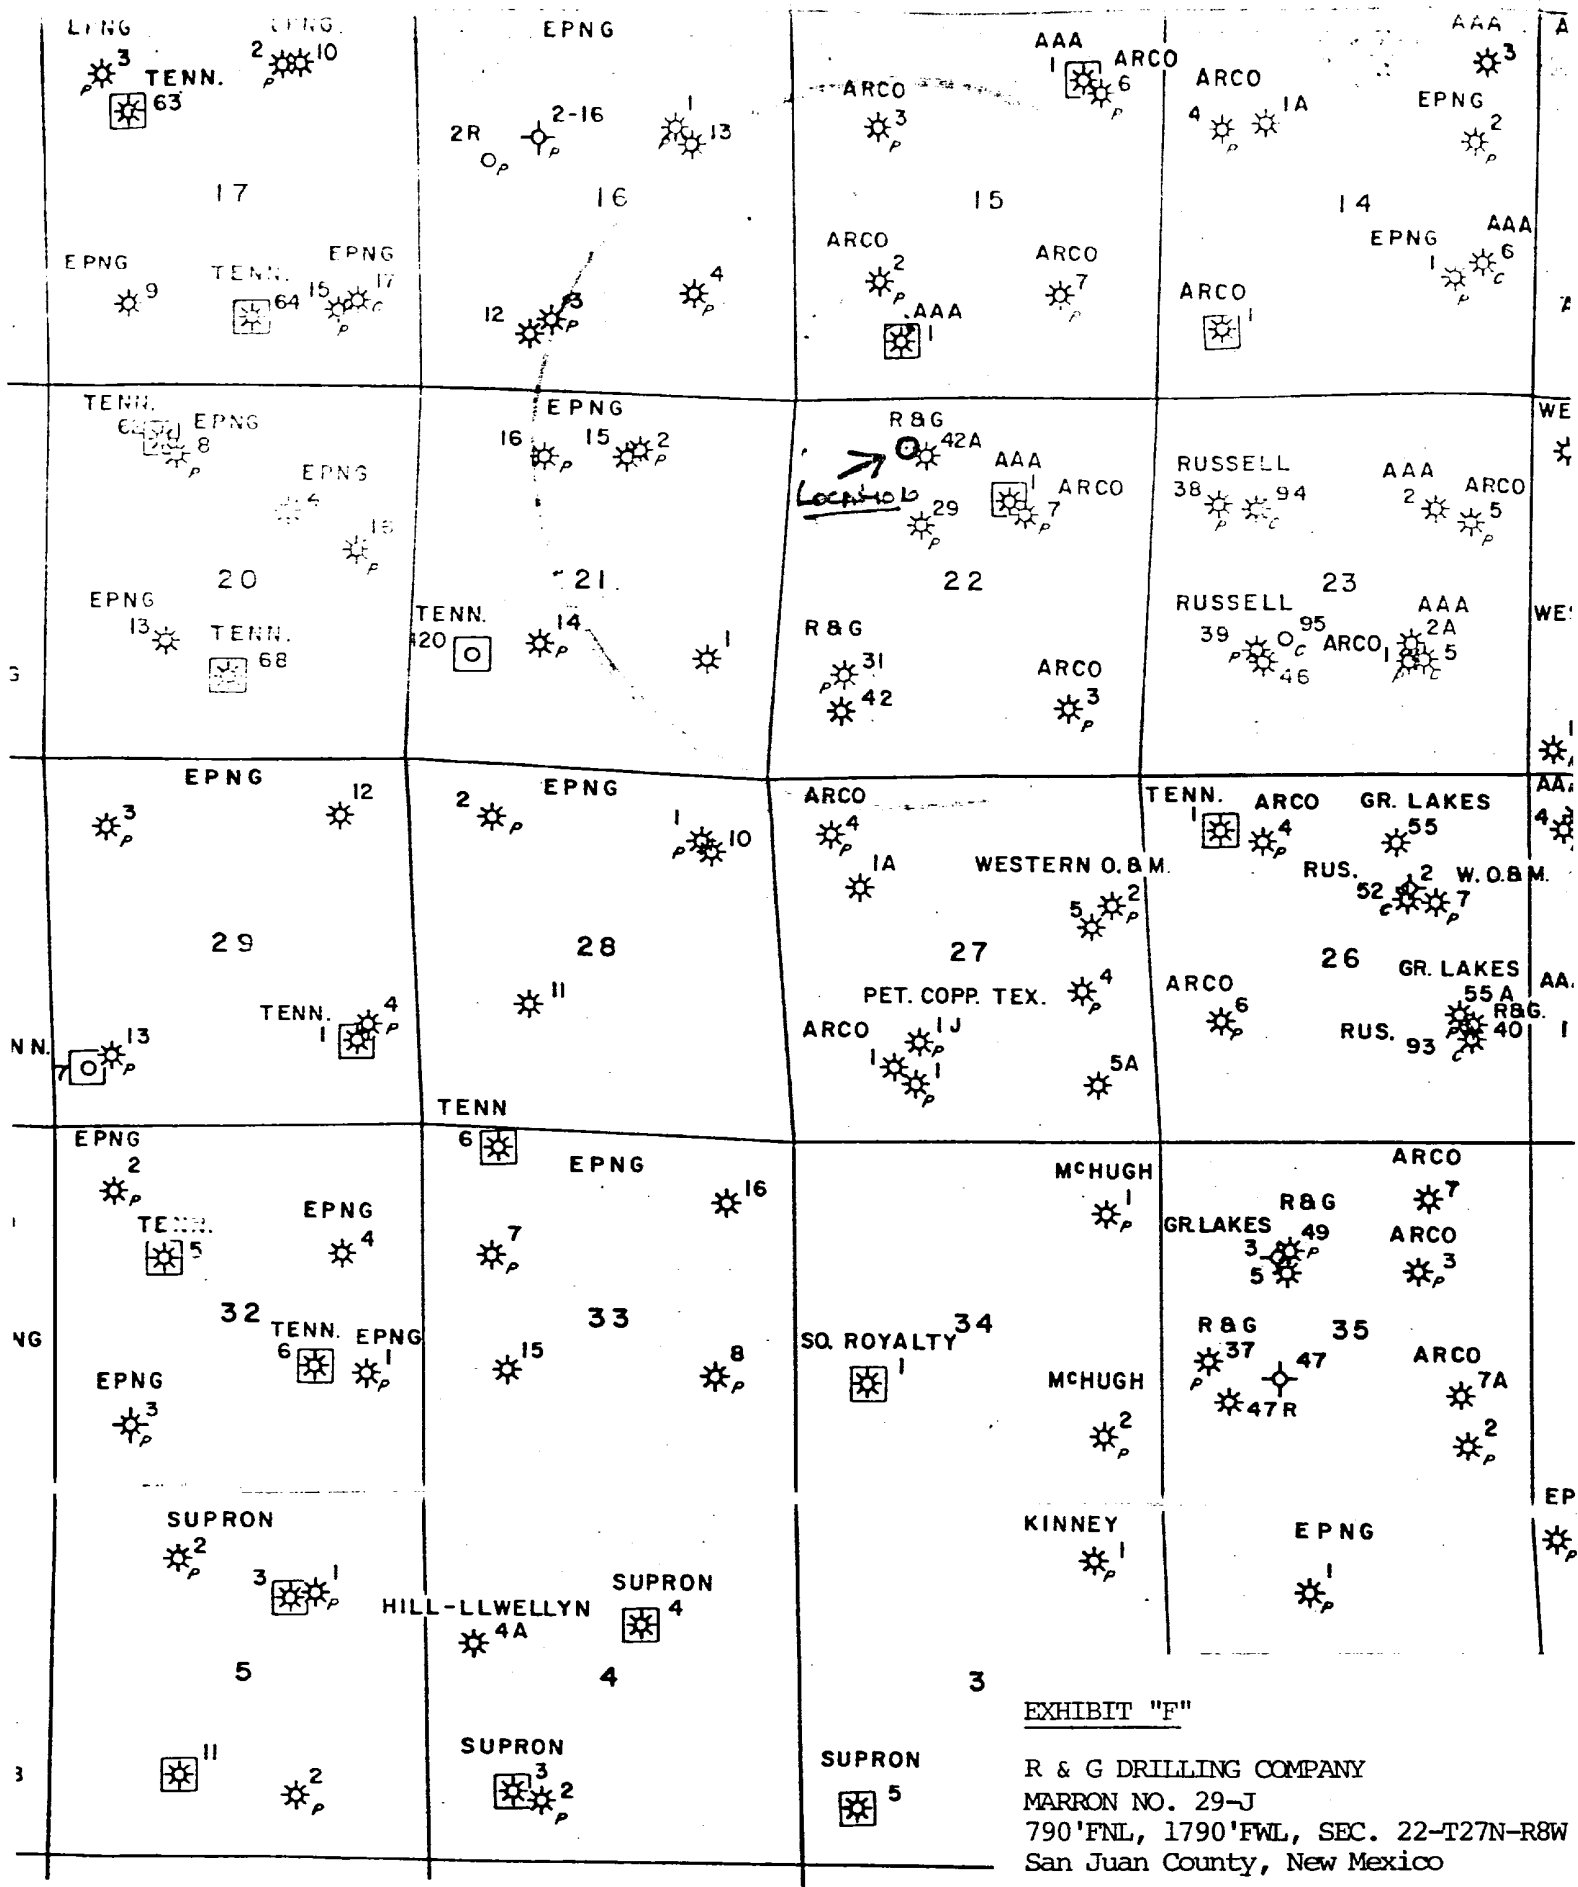 EPNG
EPNG
AAA
A
3
TENN.
63
P
2
P
10
AAA
1
ARCO
6
P
ARCO
3
P
ARCO
4
P
1A
3
EPNG
2
P
2R
P
2-16
P
1
P
13
17
16
15
14
EPNG
9
TENN.
64
EPNG
15
P
17
C
12
3
P
4
P
ARCO
2
P
AAA
1
ARCO
7
P
ARCO
1
EPNG
1
P
AAA
6
C
TENN.
EPNG
8
P
EPNG
4
16
P
EPNG
16
P
15
2
P
R&G
42A
LOCATION
29
P
AAA
1
ARCO
7
P
RUSSELL
38
P
94
C
AAA
2
ARCO
5
P
WE
20
21
22
23
EPNG
13
TENN.
68
TENN.
420
14
P
1
R&G
31
P
42
ARCO
3
P
RUSSELL
39
P
95
C
46
ARCO
1
P
AAA
2A
5
C
G
EPNG
3
P
12
EPNG
2
P
1
P
10
ARCO
4
P
1A
WESTERN O.&M.
2
P
5
TENN.
1
ARCO
4
P
GR. LAKES
55
RUS.
52
C
2
W.O.&M.
7
P
4
29
28
27
26
NN.
7
13
P
TENN.
1
4
P
11
PET. COPP. TEX.
4
P
ARCO
1
1J
P
1
P
5A
ARCO
6
P
GR. LAKES
55A
P
R&G.
40
RUS.
93
C
AA.
EPNG
2
P
TENN.
5
EPNG
4
TENN
6
EPNG
16
7
P
McHUGH
1
P
GR.LAKES
3
R&G
49
P
5
ARCO
7
ARCO
3
P
32
33
34
35
NG
TENN.
6
EPNG
1
P
EPNG
3
P
15
8
P
SO. ROYALTY
1
McHUGH
2
P
R&G
37
P
47
47R
ARCO
7A
2
P
EP
P
SUPRON
2
P
3
1
P
HILL-LLWELLYN
4A
SUPRON
4
KINNEY
1
P
EPNG
1
P
5
4
3
11
2
P
SUPRON
3
2
P
SUPRON
5
EXHIBIT "F"
R & G DRILLING COMPANY
MARRON NO. 29-J
790'FNL, 1790'FWL, SEC. 22-T27N-R8W
San Juan County, New Mexico